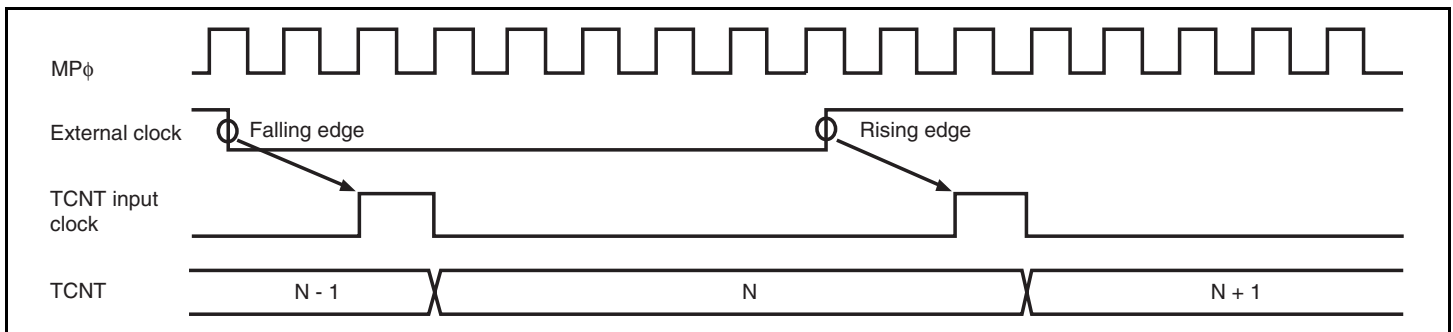 MPϕ
External clock
Falling edge
Rising edge
TCNT input
clock
TCNT
N - 1
N
N + 1